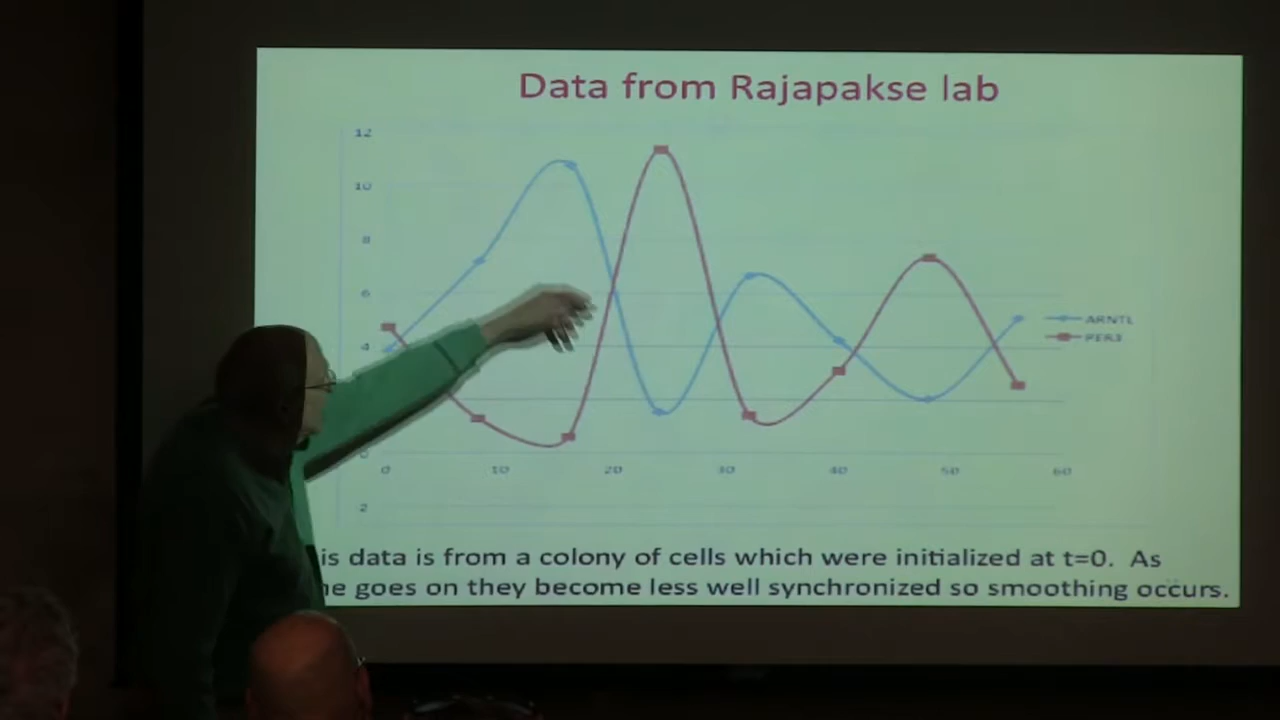 Data from Rajapakse lab
12
10
8
6
4
0
2
0 10 20 30 40 50 60
ARNTL
is data is from a colony of cells which were initialized at t=0. As
e goes on they become less well synchronized so smoothing occurs.